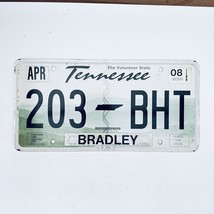 The Volunteer State
APR Tennessee 08
203 BHT
BRADLEY